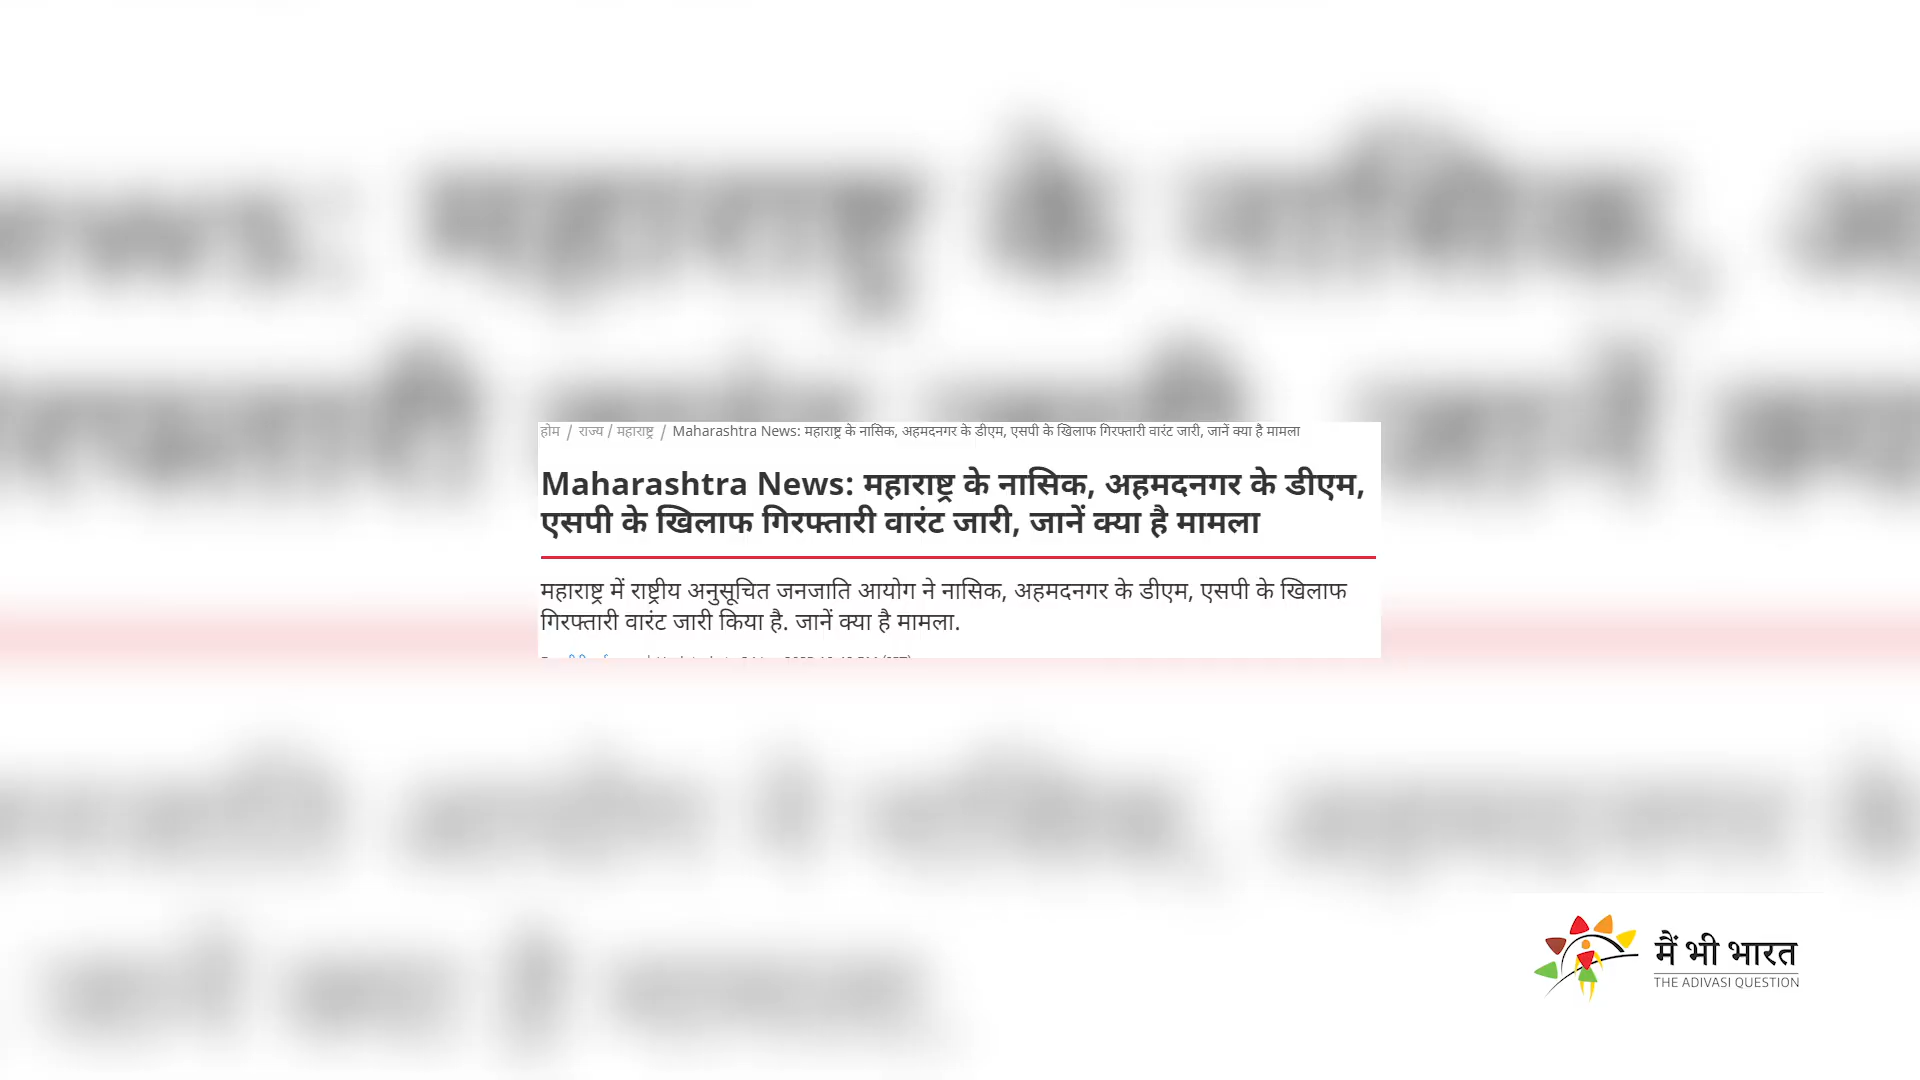 होम / राज्य / महाराष्ट्र / Maharashtra News: महाराष्ट्र के नासिक, अहमदनगर के डीएम, एसपी के खिलाफ गिरफ्तारी वारंट जारी, जानें क्या है मामला
Maharashtra News: महाराष्ट्र के नासिक, अहमदनगर के डीएम,
एसपी के खिलाफ गिरफ्तारी वारंट जारी, जानें क्या है मामला
महाराष्ट्र में राष्ट्रीय अनुसूचित जनजाति आयोग ने नासिक, अहमदनगर के डीएम, एसपी के खिलाफ
गिरफ्तारी वारंट जारी किया है. जानें क्या है मामला.
मैं भी भारत
THE ADIVASI QUESTION